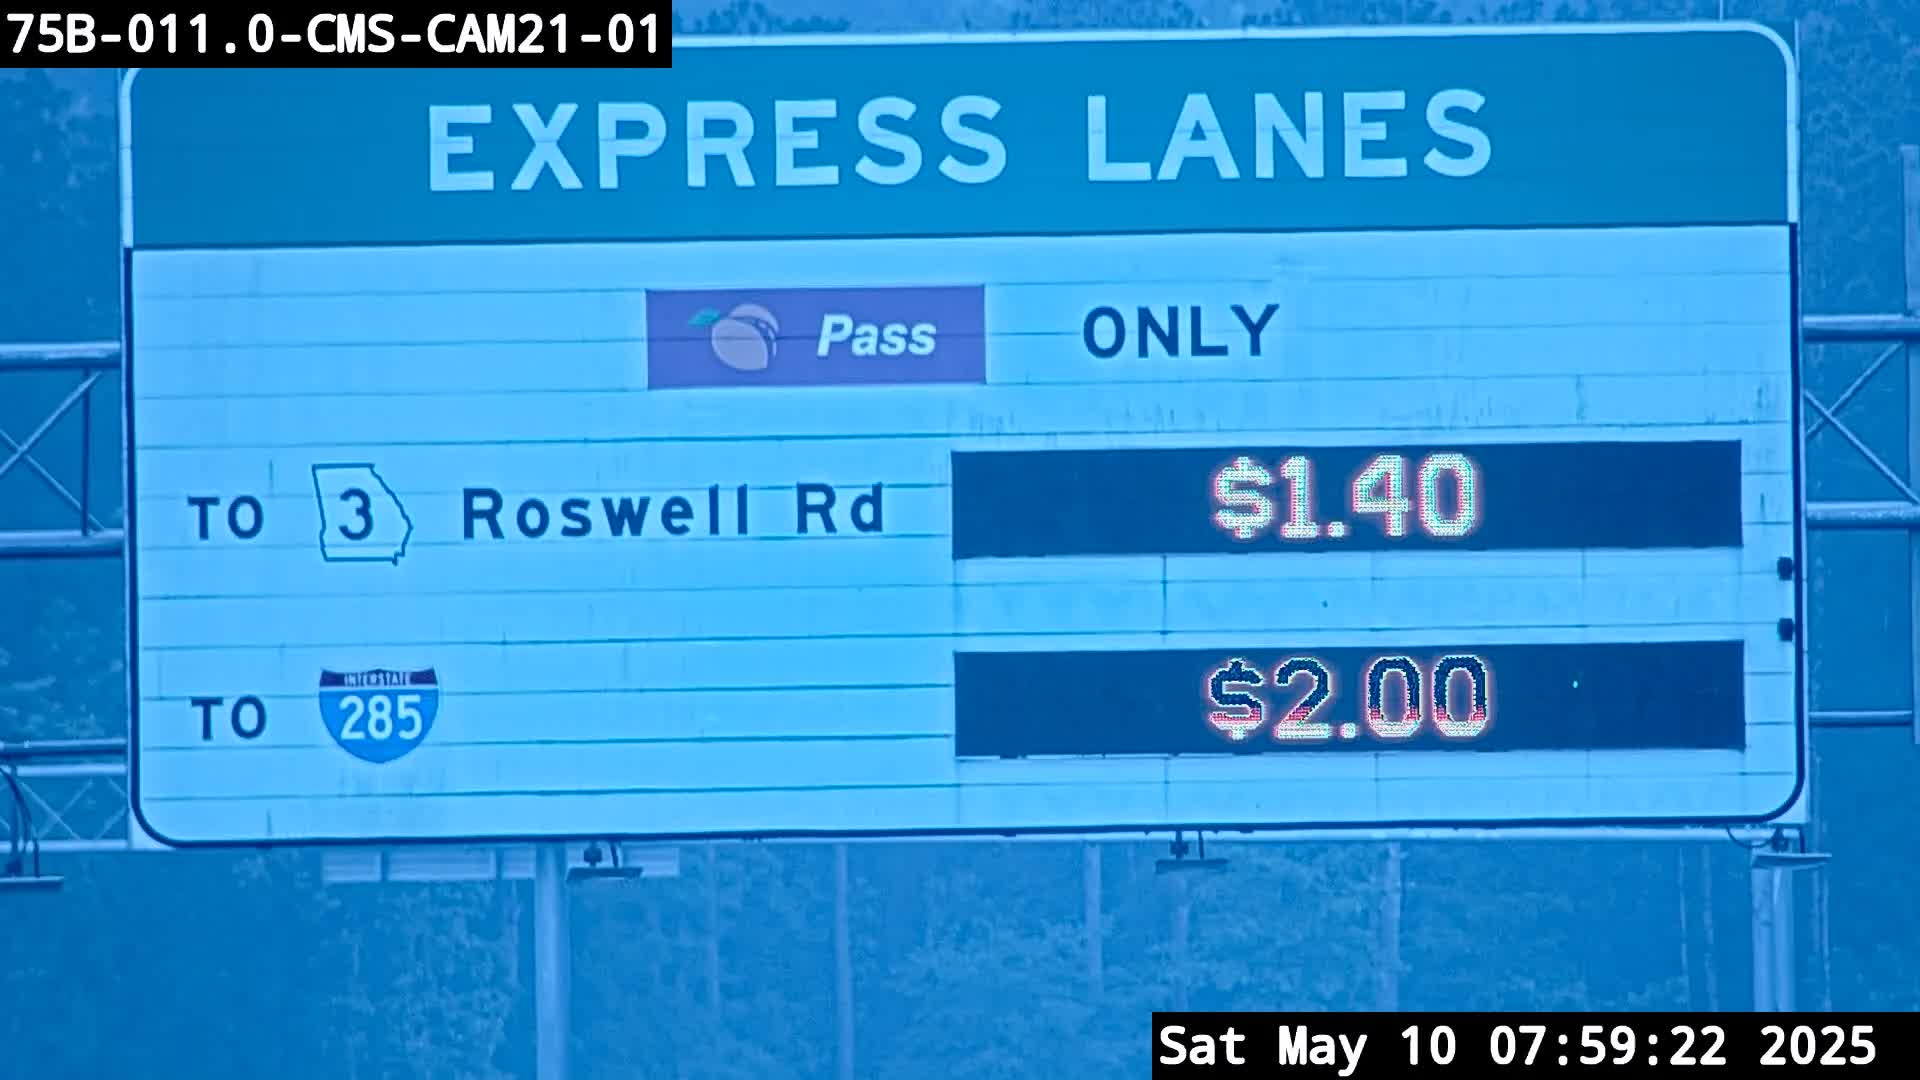 75B-011.0-CMS-CAM21-01
EXPRESS LANES
Pass ONLY
TO 3 Roswell Rd $1.40
INTERSTATE
TO 285 $2.00
Sat May 10 07:59:22 2025